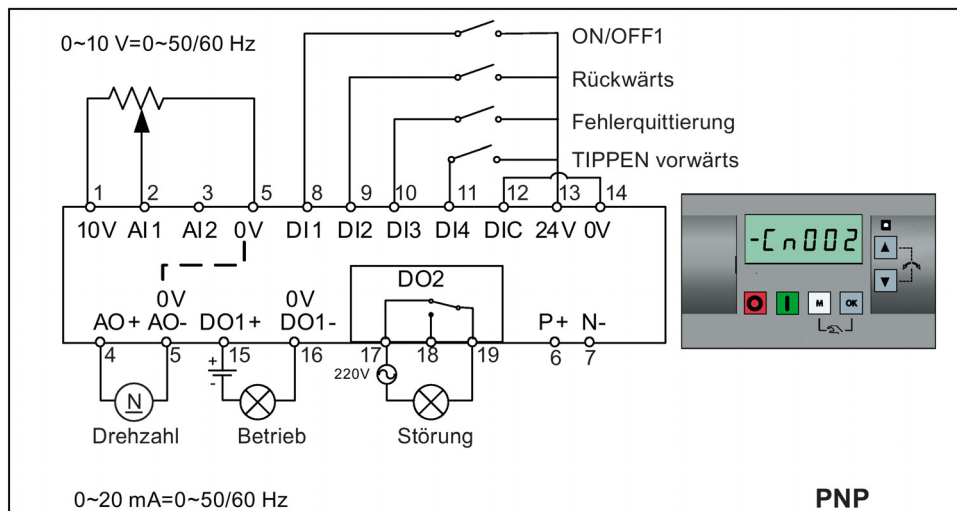 0~10 V=0~50/60 Hz
ON/OFF1
Rückwärts
Fehlerquittierung
TIPPEN vorwärts
1 2 3 5 8 9 10 11 12 13 14
10V AI1 AI2 0V DI1 DI2 DI3 DI4 DIC 24V 0V
-Cn002
M OK
DO2
0V 0V
AO+ AO- DO1+ DO1- P+ N-
4 5 15 16 17 18 19 6 7
+
-
220V
N
Drehzahl Betrieb Störung
0~20 mA=0~50/60 Hz
PNP